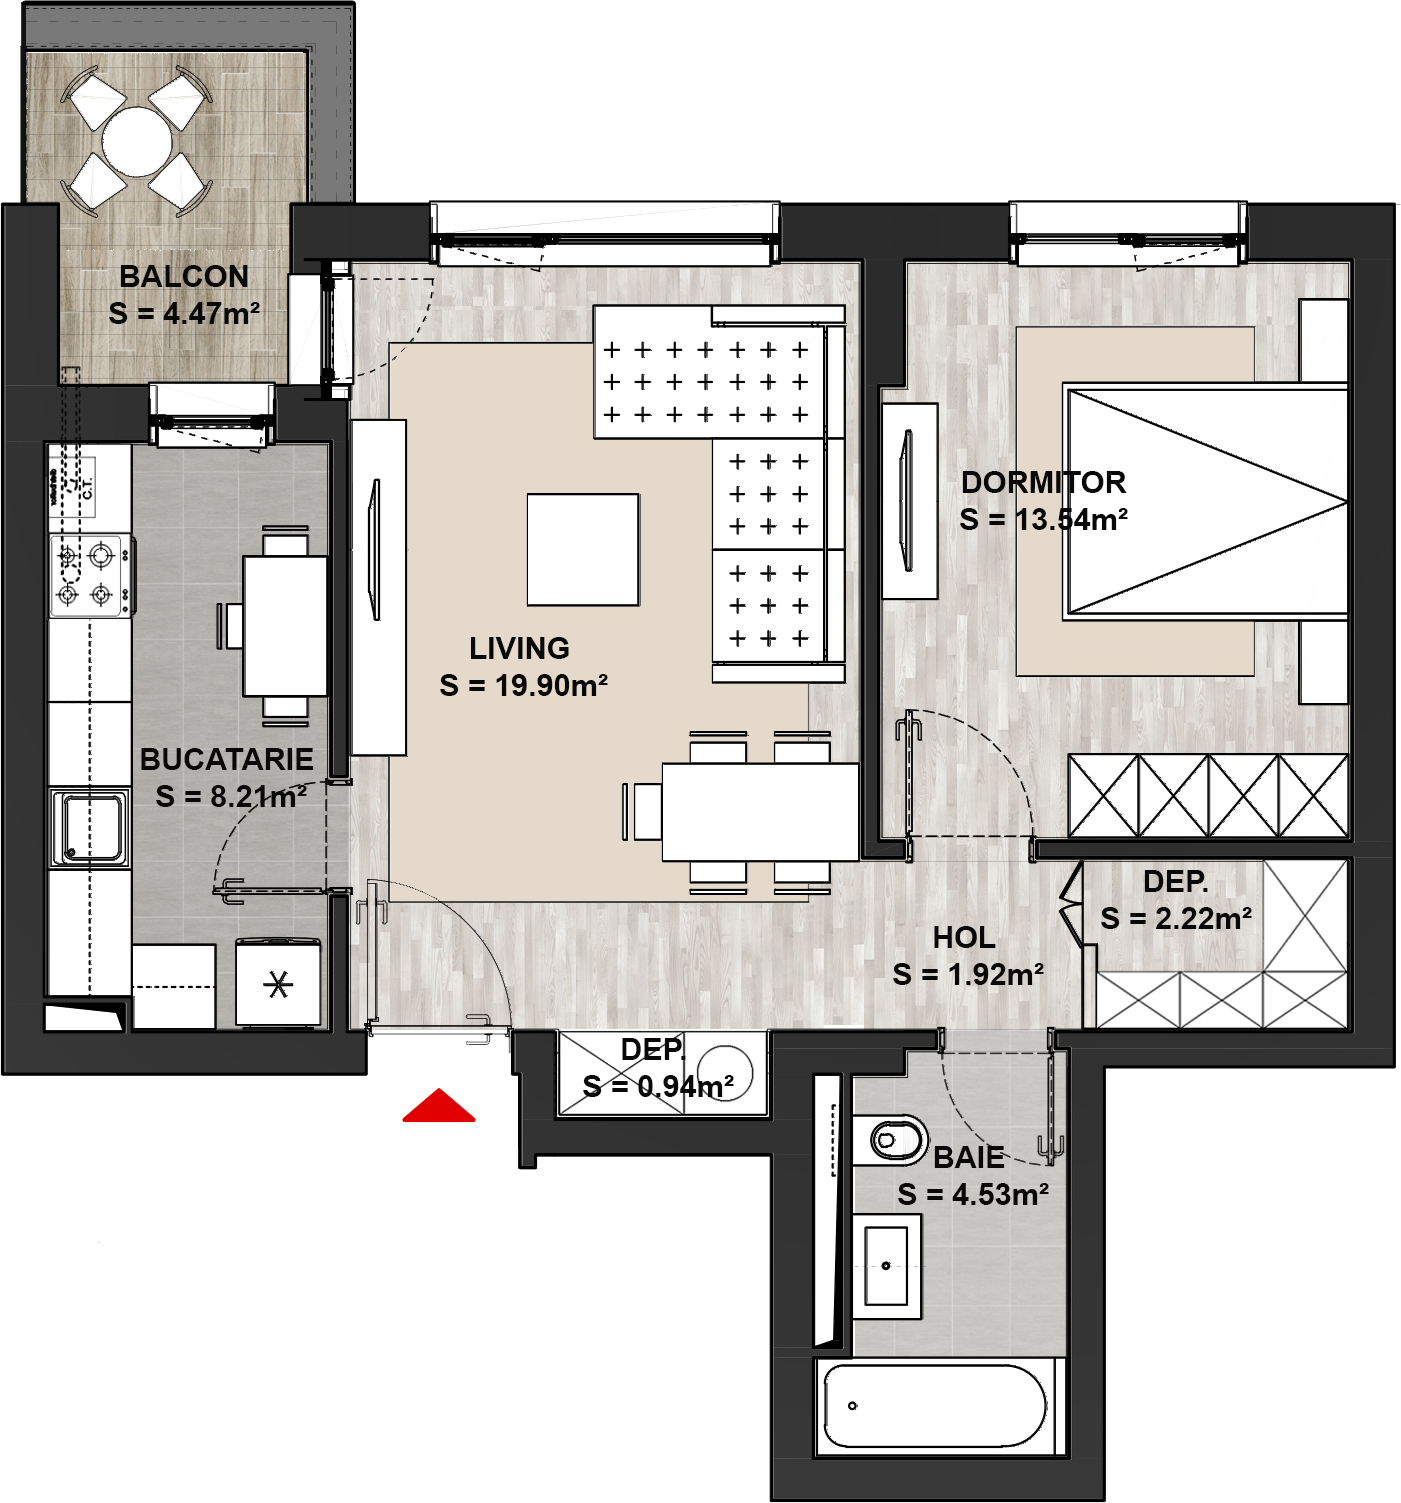 BALCON
S = 4.47m²
C.T.
DORMITOR
S = 13.54m²
LIVING
S = 19.90m²
BUCATARIE
S = 8.21m²
DEP.
S = 2.22m²
HOL
S = 1.92m²
DEP.
S = 0.94m²
BAIE
S = 4.53m²